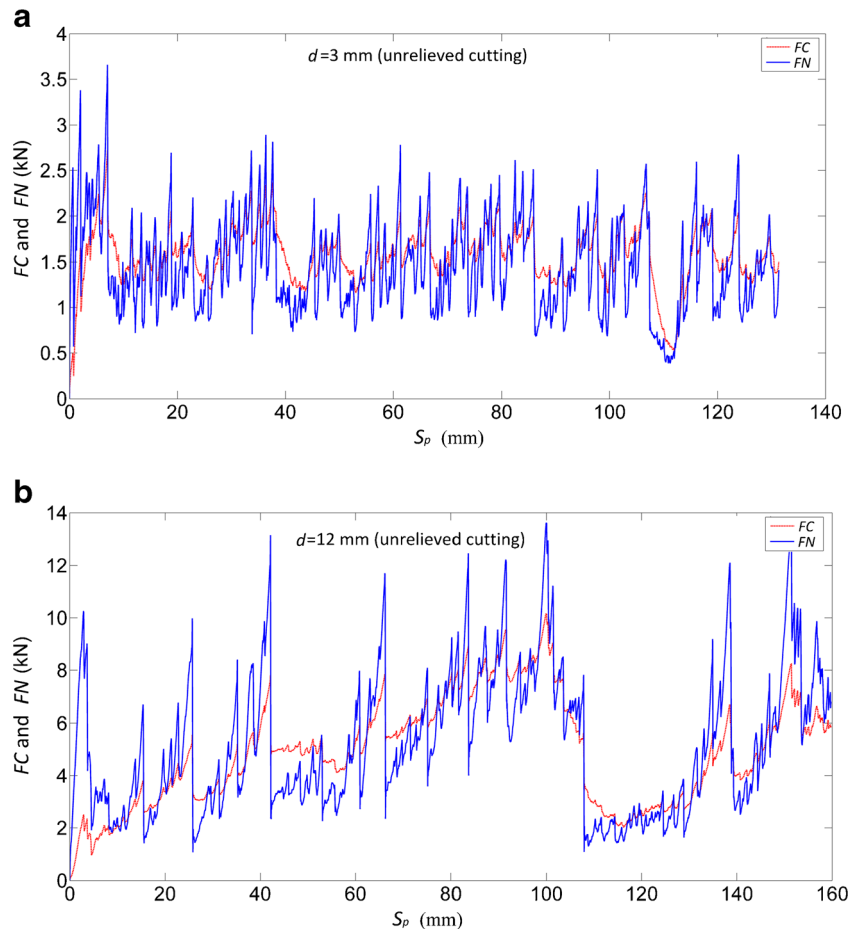 a
d=3 mm (unrelieved cutting)
FC
FN
4
3.5
3
2.5
2
1.5
1
0.5
0
FC and FN (kN)
0 20 40 60 80 100 120 140
Sp (mm)
b
d=12 mm (unrelieved cutting)
FC
FN
14
12
10
8
6
4
2
0
FC and FN (kN)
0 20 40 60 80 100 120 140 160
Sp (mm)